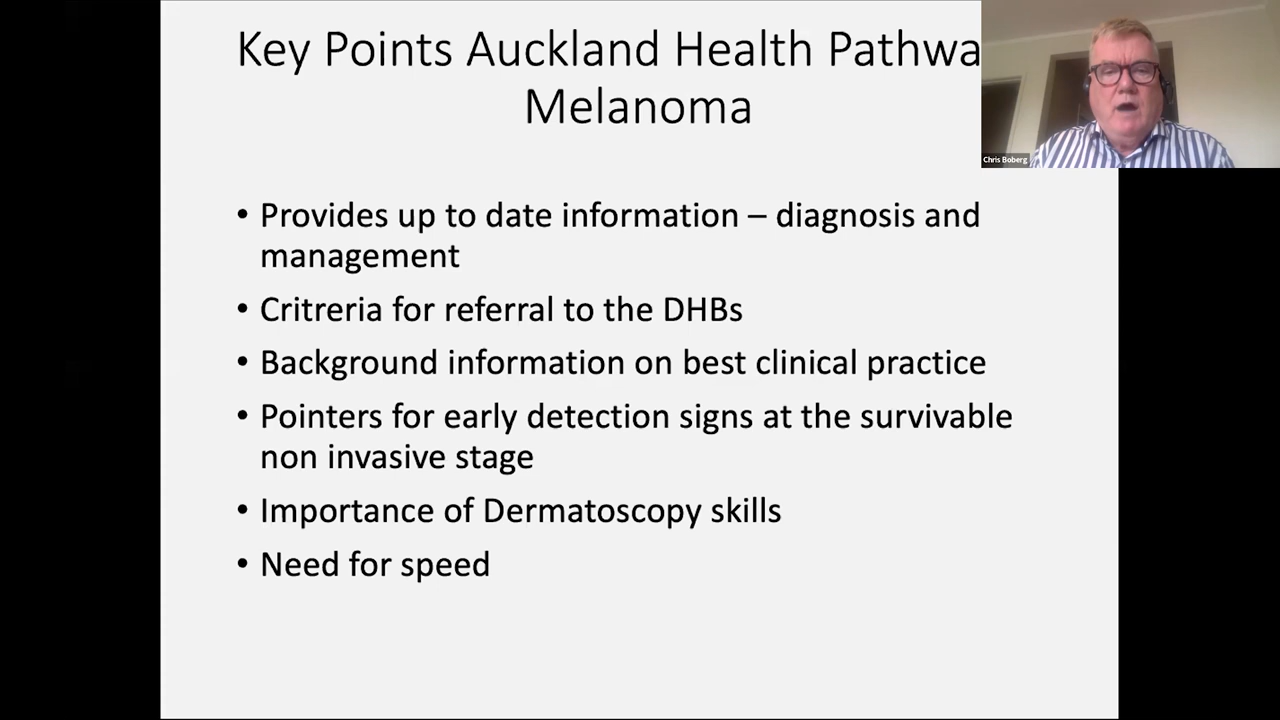 Key Points Auckland Health Pathwa
Melanoma
Chris Boberg
• Provides up to date information – diagnosis and
management
• Critreria for referral to the DHBs
• Background information on best clinical practice
• Pointers for early detection signs at the survivable
non invasive stage
• Importance of Dermatoscopy skills
• Need for speed